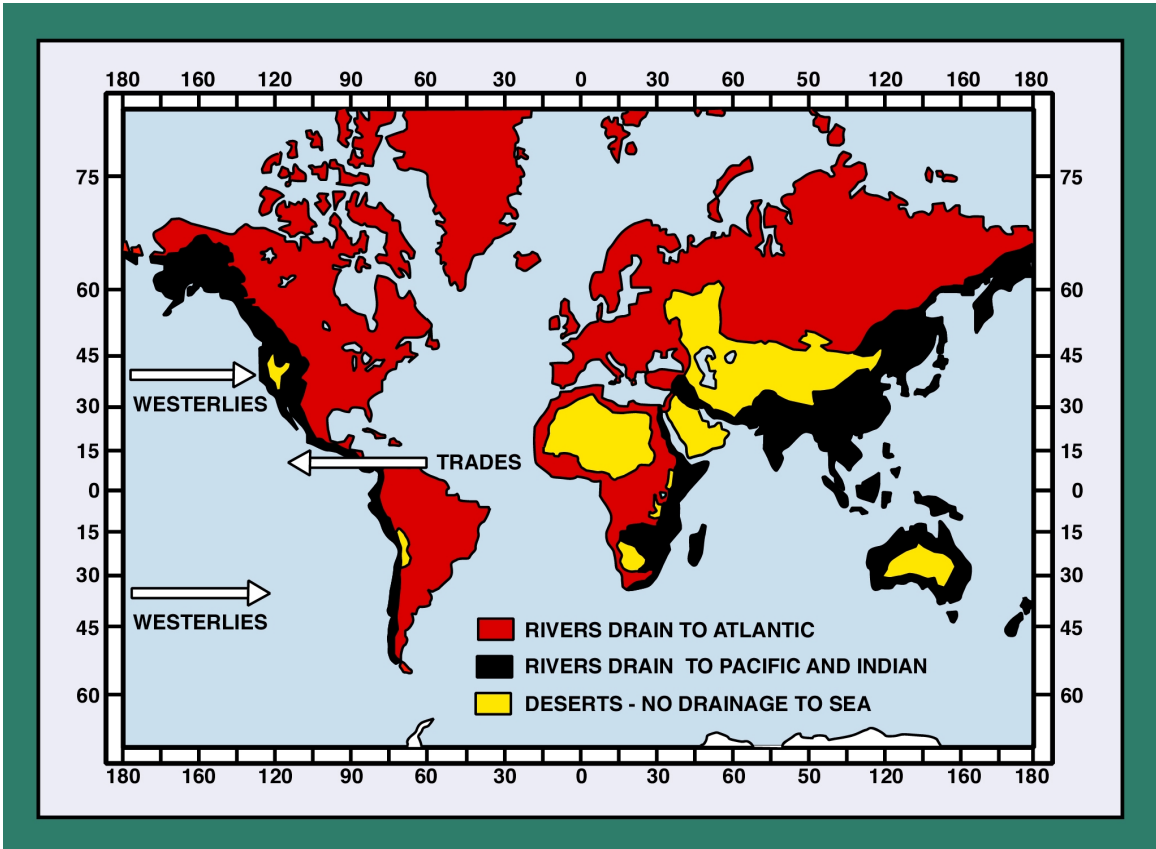 180 160 120 90 60 30 0 30 60 50 120 160 180
75 75
60 60
45 45
WESTERLIES
30 30
15 TRADES 15
0 0
15 15
30 30
WESTERLIES
45 45
RIVERS DRAIN TO ATLANTIC
RIVERS DRAIN TO PACIFIC AND INDIAN
60 60
DESERTS - NO DRAINAGE TO SEA
180 160 120 90 60 30 0 30 60 50 120 160 180